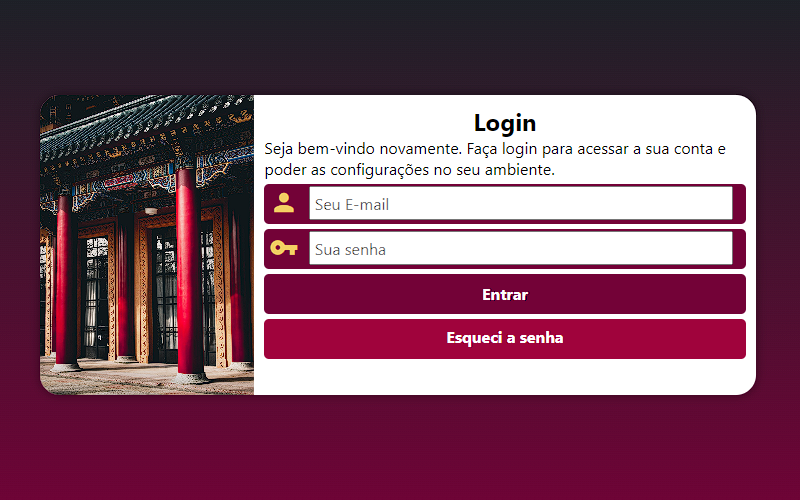 Login
Seja bem-vindo novamente. Faça login para acessar a sua conta e
poder as configurações no seu ambiente.
Seu E-mail
Sua senha
Entrar
Esqueci a senha